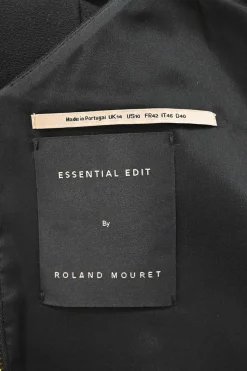 Made in Portugal UK14 US10 FR42 IT46 D40
ESSENTIAL EDIT
By
ROLAND MOURET